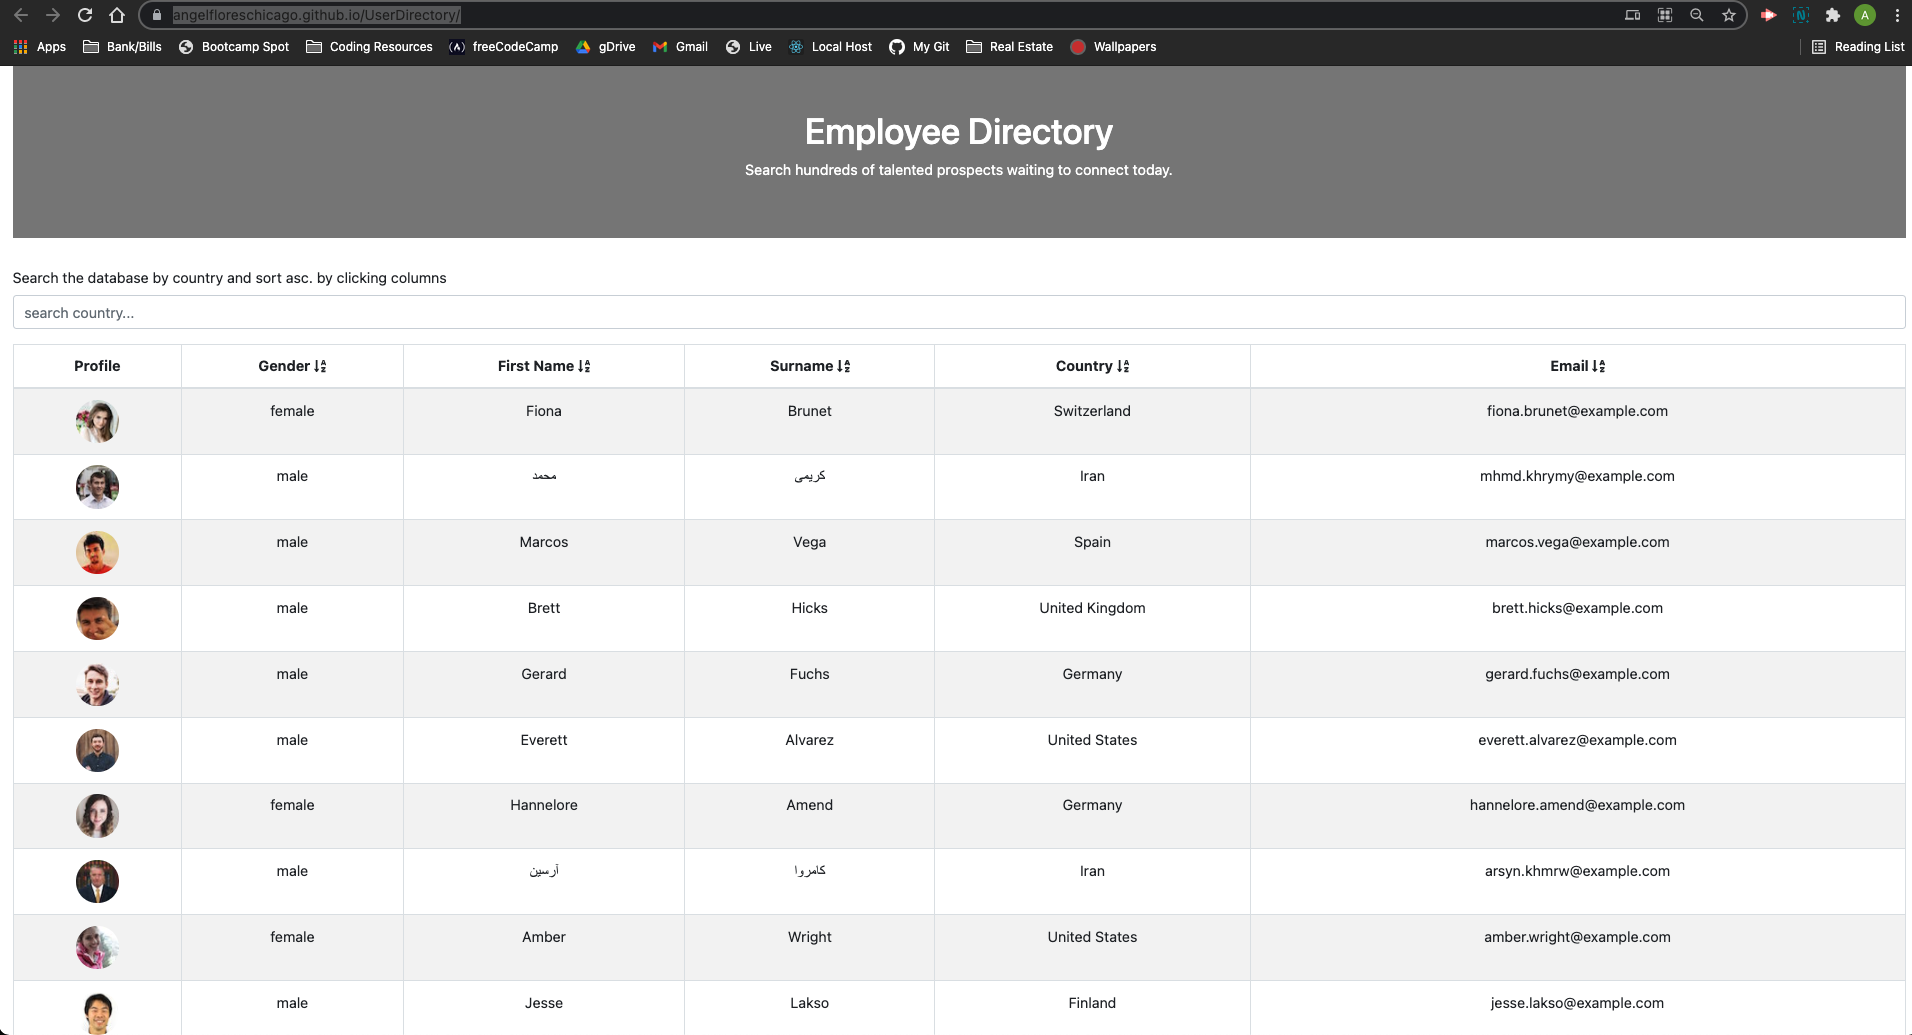 angelfloreschicago.github.io/UserDirectory/
A
Apps Bank/Bills Bootcamp Spot Coding Resources freeCodeCamp gDrive Gmail Live Local Host My Git Real Estate Wallpapers Reading List
Employee Directory
Search hundreds of talented prospects waiting to connect today.
Search the database by country and sort asc. by clicking columns
search country...
Profile Gender First Name Surname Country Email
female Fiona Brunet Switzerland fiona.brunet@example.com
male محمد کریمی Iran mhmd.khrymy@example.com
male Marcos Vega Spain marcos.vega@example.com
male Brett Hicks United Kingdom brett.hicks@example.com
male Gerard Fuchs Germany gerard.fuchs@example.com
male Everett Alvarez United States everett.alvarez@example.com
female Hannelore Amend Germany hannelore.amend@example.com
male آرسین کامروا Iran arsyn.khmrw@example.com
female Amber Wright United States amber.wright@example.com
male Jesse Lakso Finland jesse.lakso@example.com